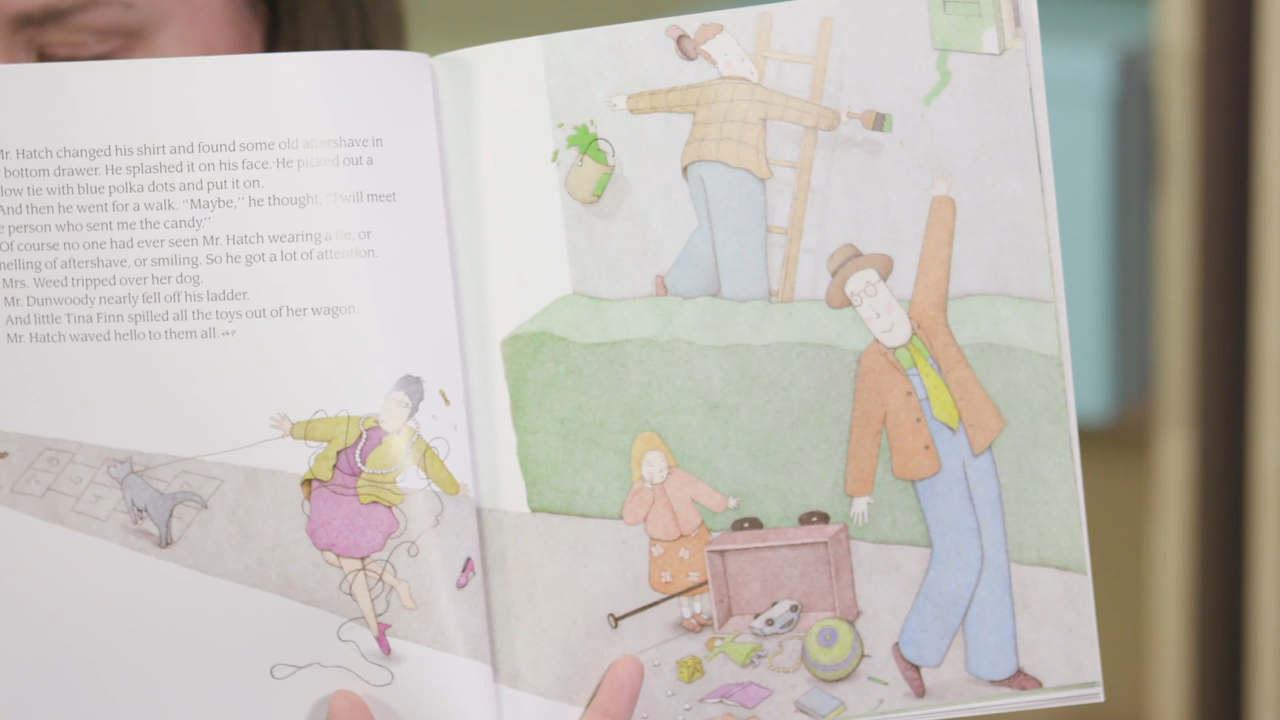 Mr. Hatch changed his shirt and found some old aftershave in
bottom drawer. He splashed it on his face. He picked out a
low tie with blue polka dots and put it on.
And then he went for a walk. “Maybe,” he thought, “I will meet
e person who sent me the candy.”
Of course no one had ever seen Mr. Hatch wearing a tie, or
nelling of aftershave, or smiling. So he got a lot of attention.
Mrs. Weed tripped over her dog.
Mr. Dunwoody nearly fell off his ladder.
And little Tina Finn spilled all the toys out of her wagon.
Mr. Hatch waved hello to them all.